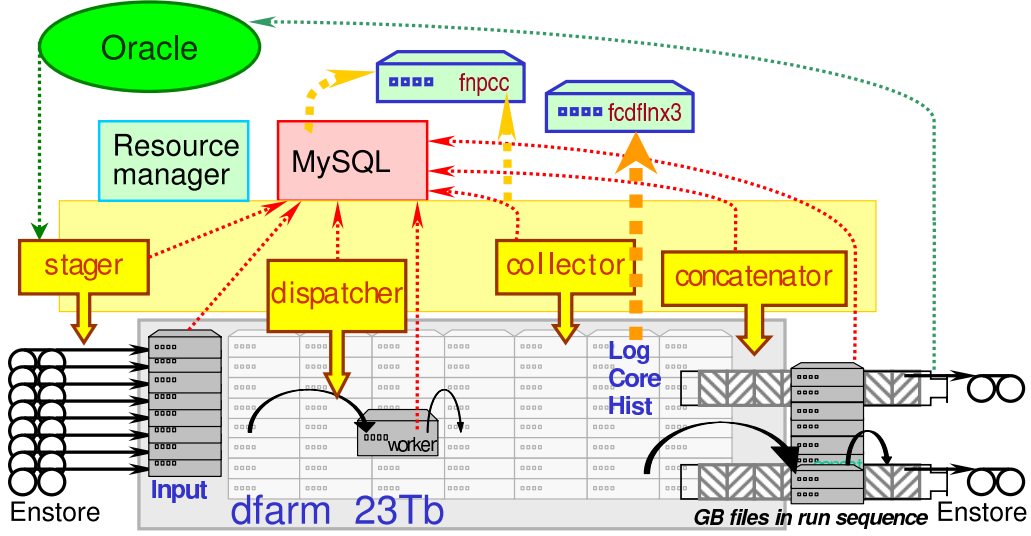 Oracle
fnpcc
fcdflnx3
Resource
manager
MySQL
stager
dispatcher
collector
concatenator
Log
Core
Hist
worker
Input
Enstore
dfarm 23Tb
GB files in run sequence
Enstore